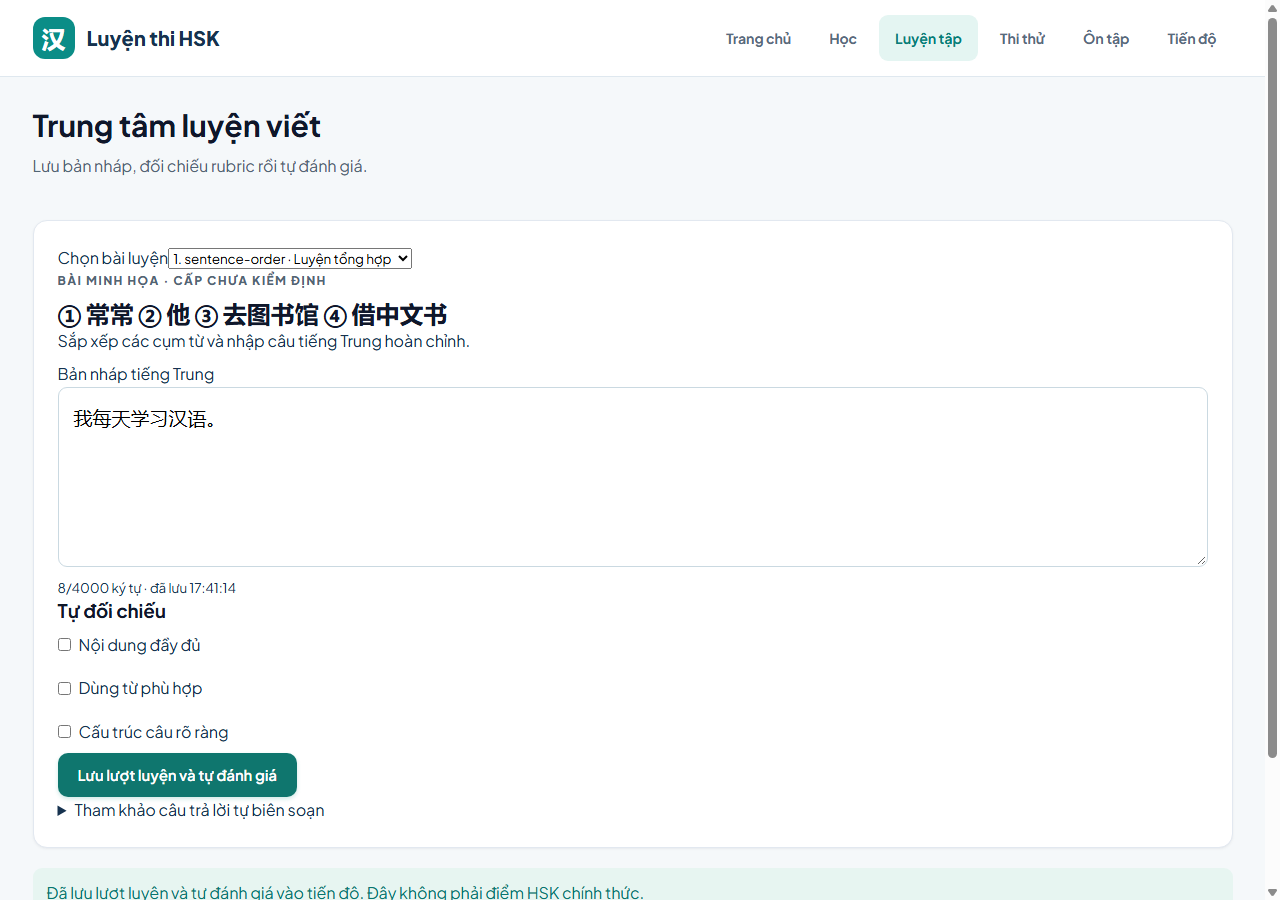 汉 Luyện thi HSK Trang chủ Học Luyện tập Thi thử Ôn tập Tiến độ
Trung tâm luyện viết
Lưu bản nháp, đối chiếu rubric rồi tự đánh giá.
Chọn bài luyện 1. sentence-order · Luyện tổng hợp
BÀI MINH HỌA · CẤP CHƯA KIỂM ĐỊNH
① 常常 ② 他 ③ 去图书馆 ④ 借中文书
Sắp xếp các cụm từ và nhập câu tiếng Trung hoàn chỉnh.
Bản nháp tiếng Trung
我每天学习汉语。
8/4000 ký tự · đã lưu 17:41:14
Tự đối chiếu
Nội dung đầy đủ
Dùng từ phù hợp
Cấu trúc câu rõ ràng
Lưu lượt luyện và tự đánh giá
Tham khảo câu trả lời tự biên soạn
Đã lưu lượt luyện và tự đánh giá vào tiến độ. Đây không phải điểm HSK chính thức.